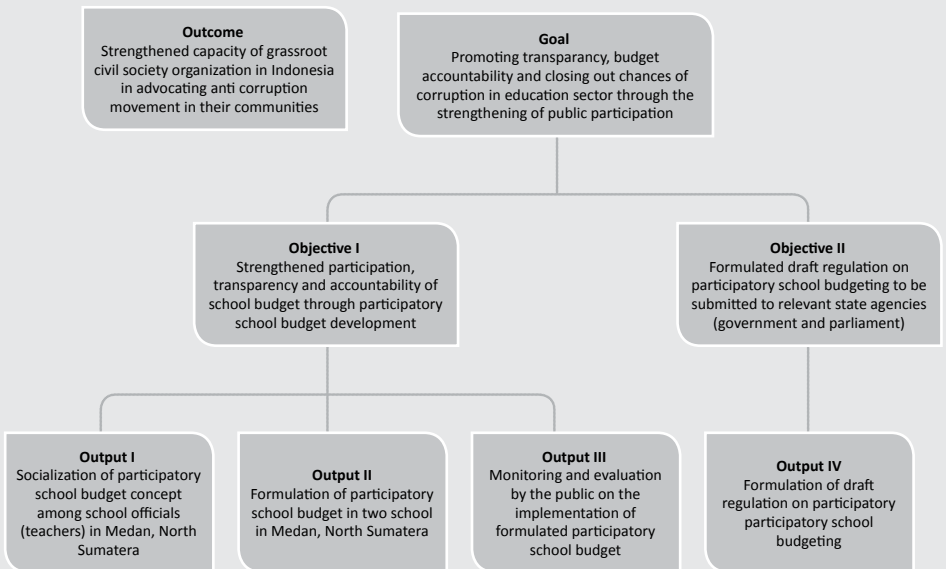 Outcome
Strengthened capacity of grassroot
civil society organization in Indonesia
in advocating anti corruption
movement in their communities
Goal
Promoting transparancy, budget
accountability and closing out chances of
corruption in education sector through the
strengthening of public participation
Objective I
Strengthened participation,
transparency and accountability of
school budget through participatory
school budget development
Objective II
Formulated draft regulation on
participatory school budgeting to be
submitted to relevant state agencies
(government and parliament)
Output I
Socialization of participatory
school budget concept
among school officials
(teachers) in Medan, North
Sumatera
Output II
Formulation of participatory
school budget in two school
in Medan, North Sumatera
Output III
Monitoring and evaluation
by the public on the
implementation of
formulated participatory
school budget
Output IV
Formulation of draft
regulation on participatory
participatory school
budgeting